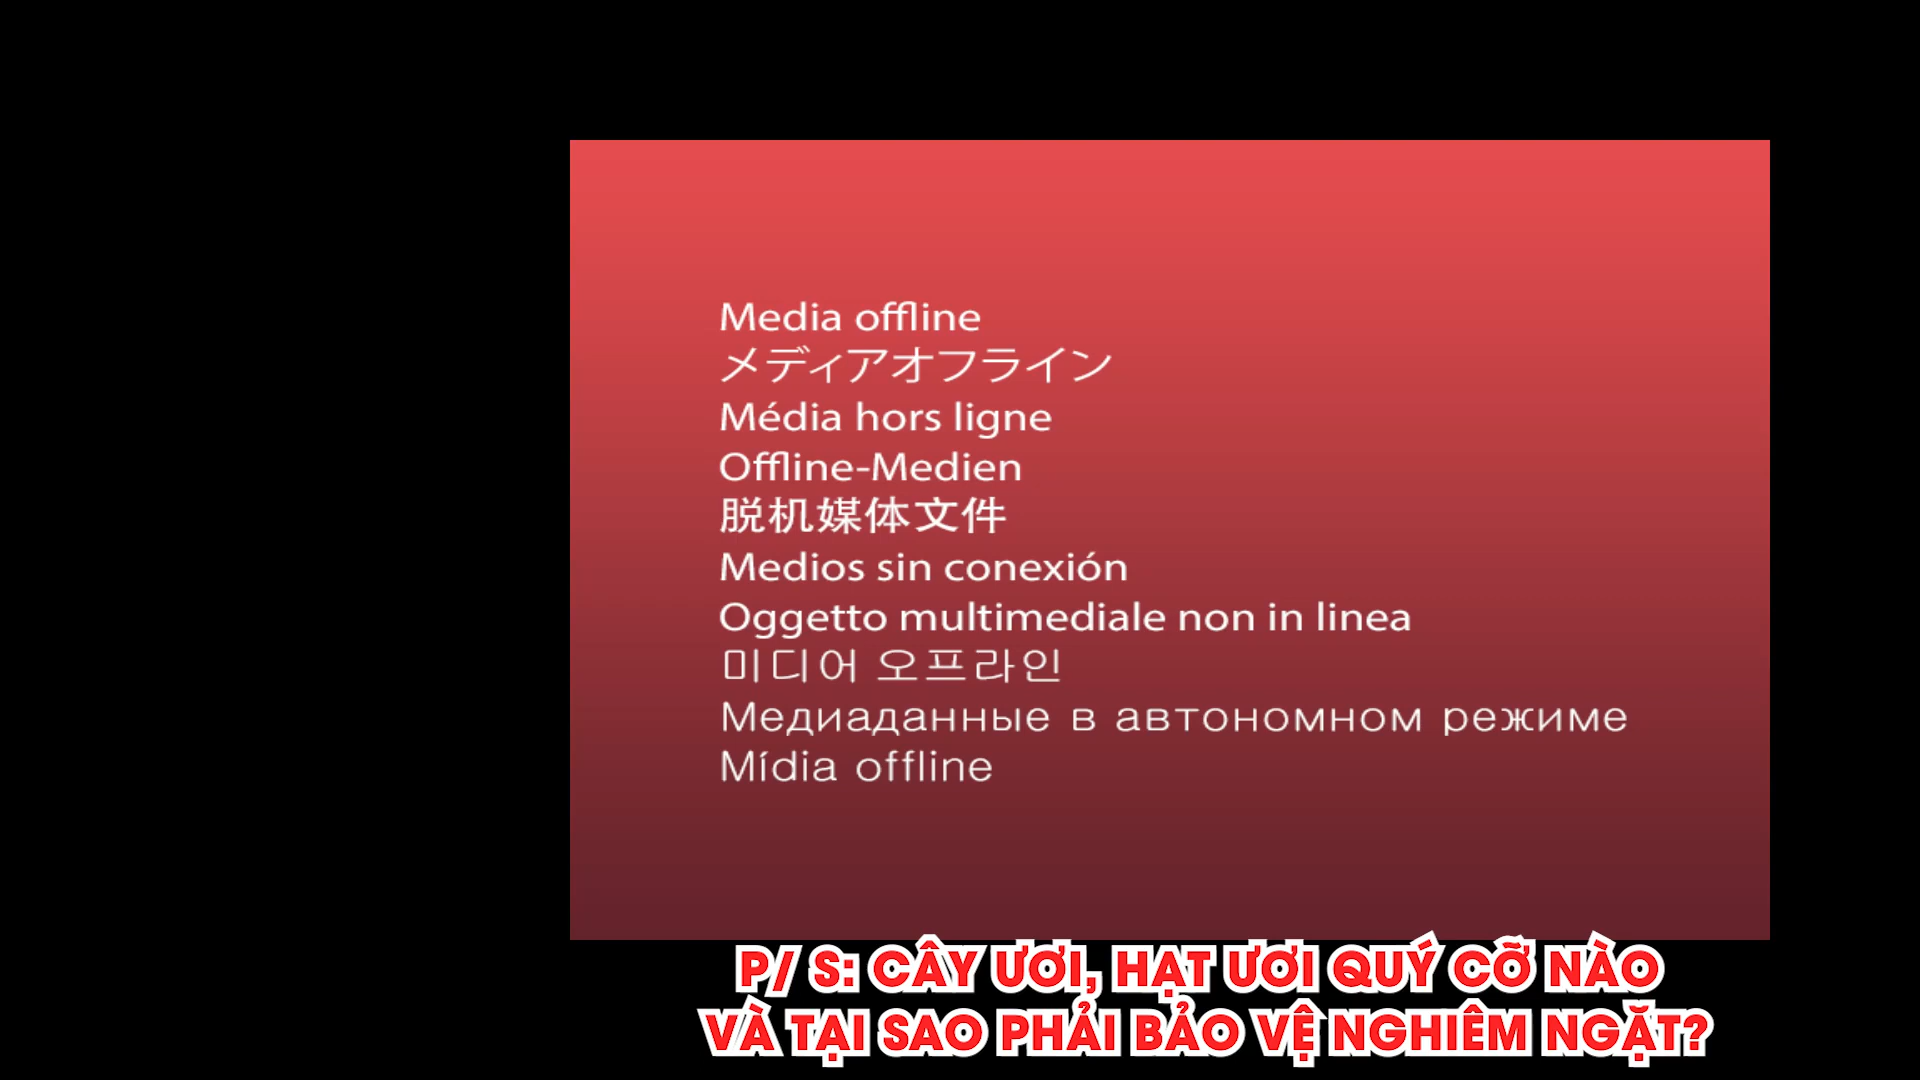 Media offline
メディアオフライン
Média hors ligne
Offline-Medien
脱机媒体文件
Medios sin conexión
Oggetto multimediale non in linea
미디어 오프라인
Медиаданные в автономном режиме
Mídia offline
P/ S: CÂY ƯƠI, HẠT ƯƠI QUÝ CỠ NÀO
VÀ TẠI SAO PHẢI BẢO VỆ NGHIÊM NGẶT?